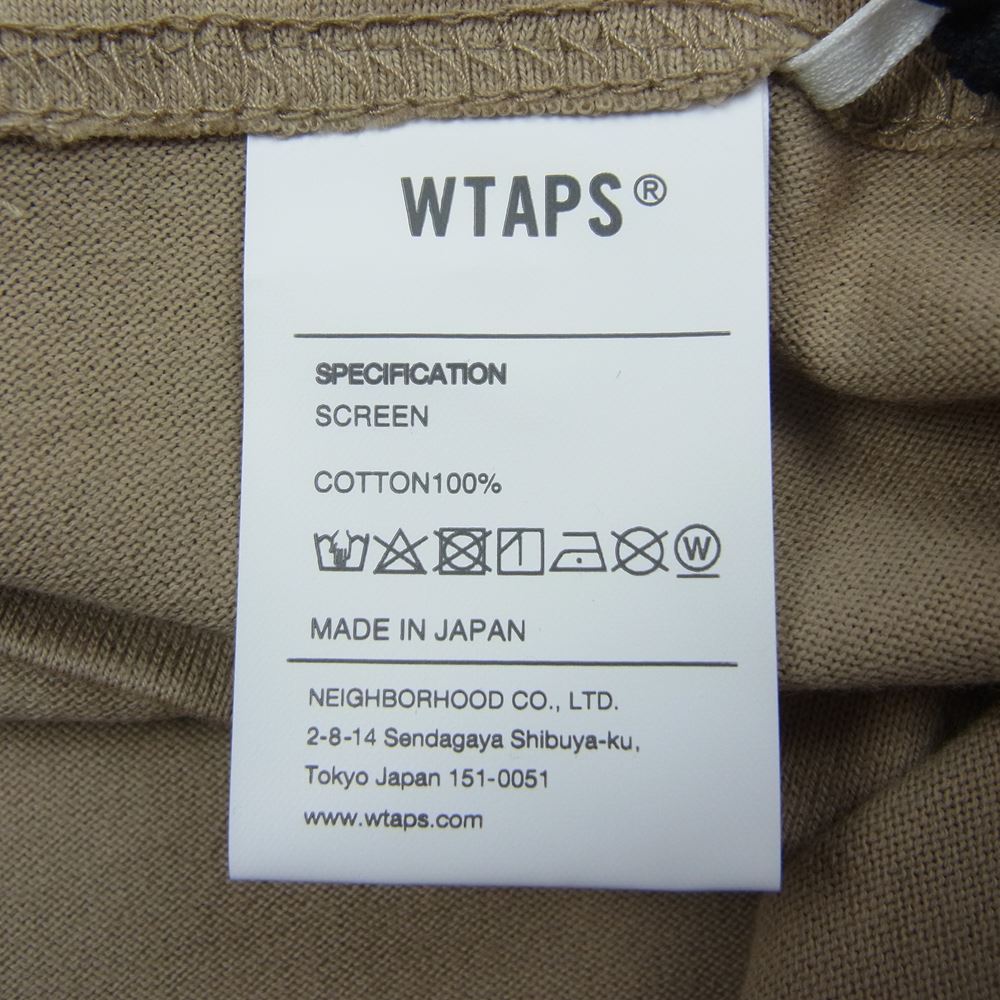 WTAPS®
SPECIFICATION
SCREEN
COTTON100%
W
MADE IN JAPAN
NEIGHBORHOOD CO., LTD.
2-8-14 Sendagaya Shibuya-ku,
Tokyo Japan 151-0051
www.wtaps.com